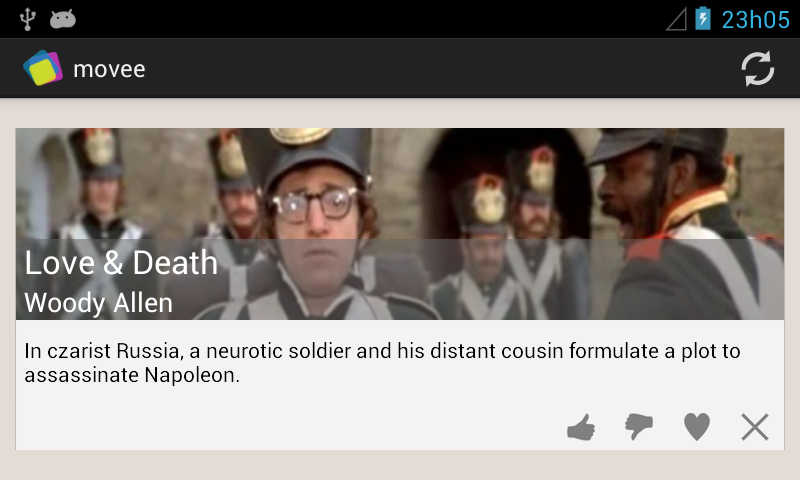 23h05
movee
Love & Death
Woody Allen
In czarist Russia, a neurotic soldier and his distant cousin formulate a plot to
assassinate Napoleon.